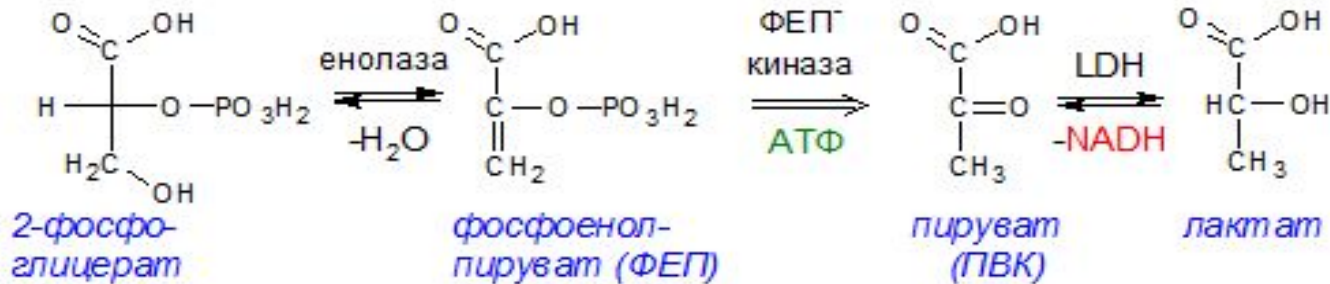 O OH
C
H O–PO₃H₂
H₂C
OH
2-фосфо-
глицерат
енолаза
-H₂O
O OH
C
C O–PO₃H₂
CH₂
фосфоенол-
пируват (ФЕП)
ФЕП-
киназа
АТФ
O OH
C
C=O
CH₃
пируват
(ПВК)
LDH
-NADH
O OH
C
HC–OH
CH₃
лактат